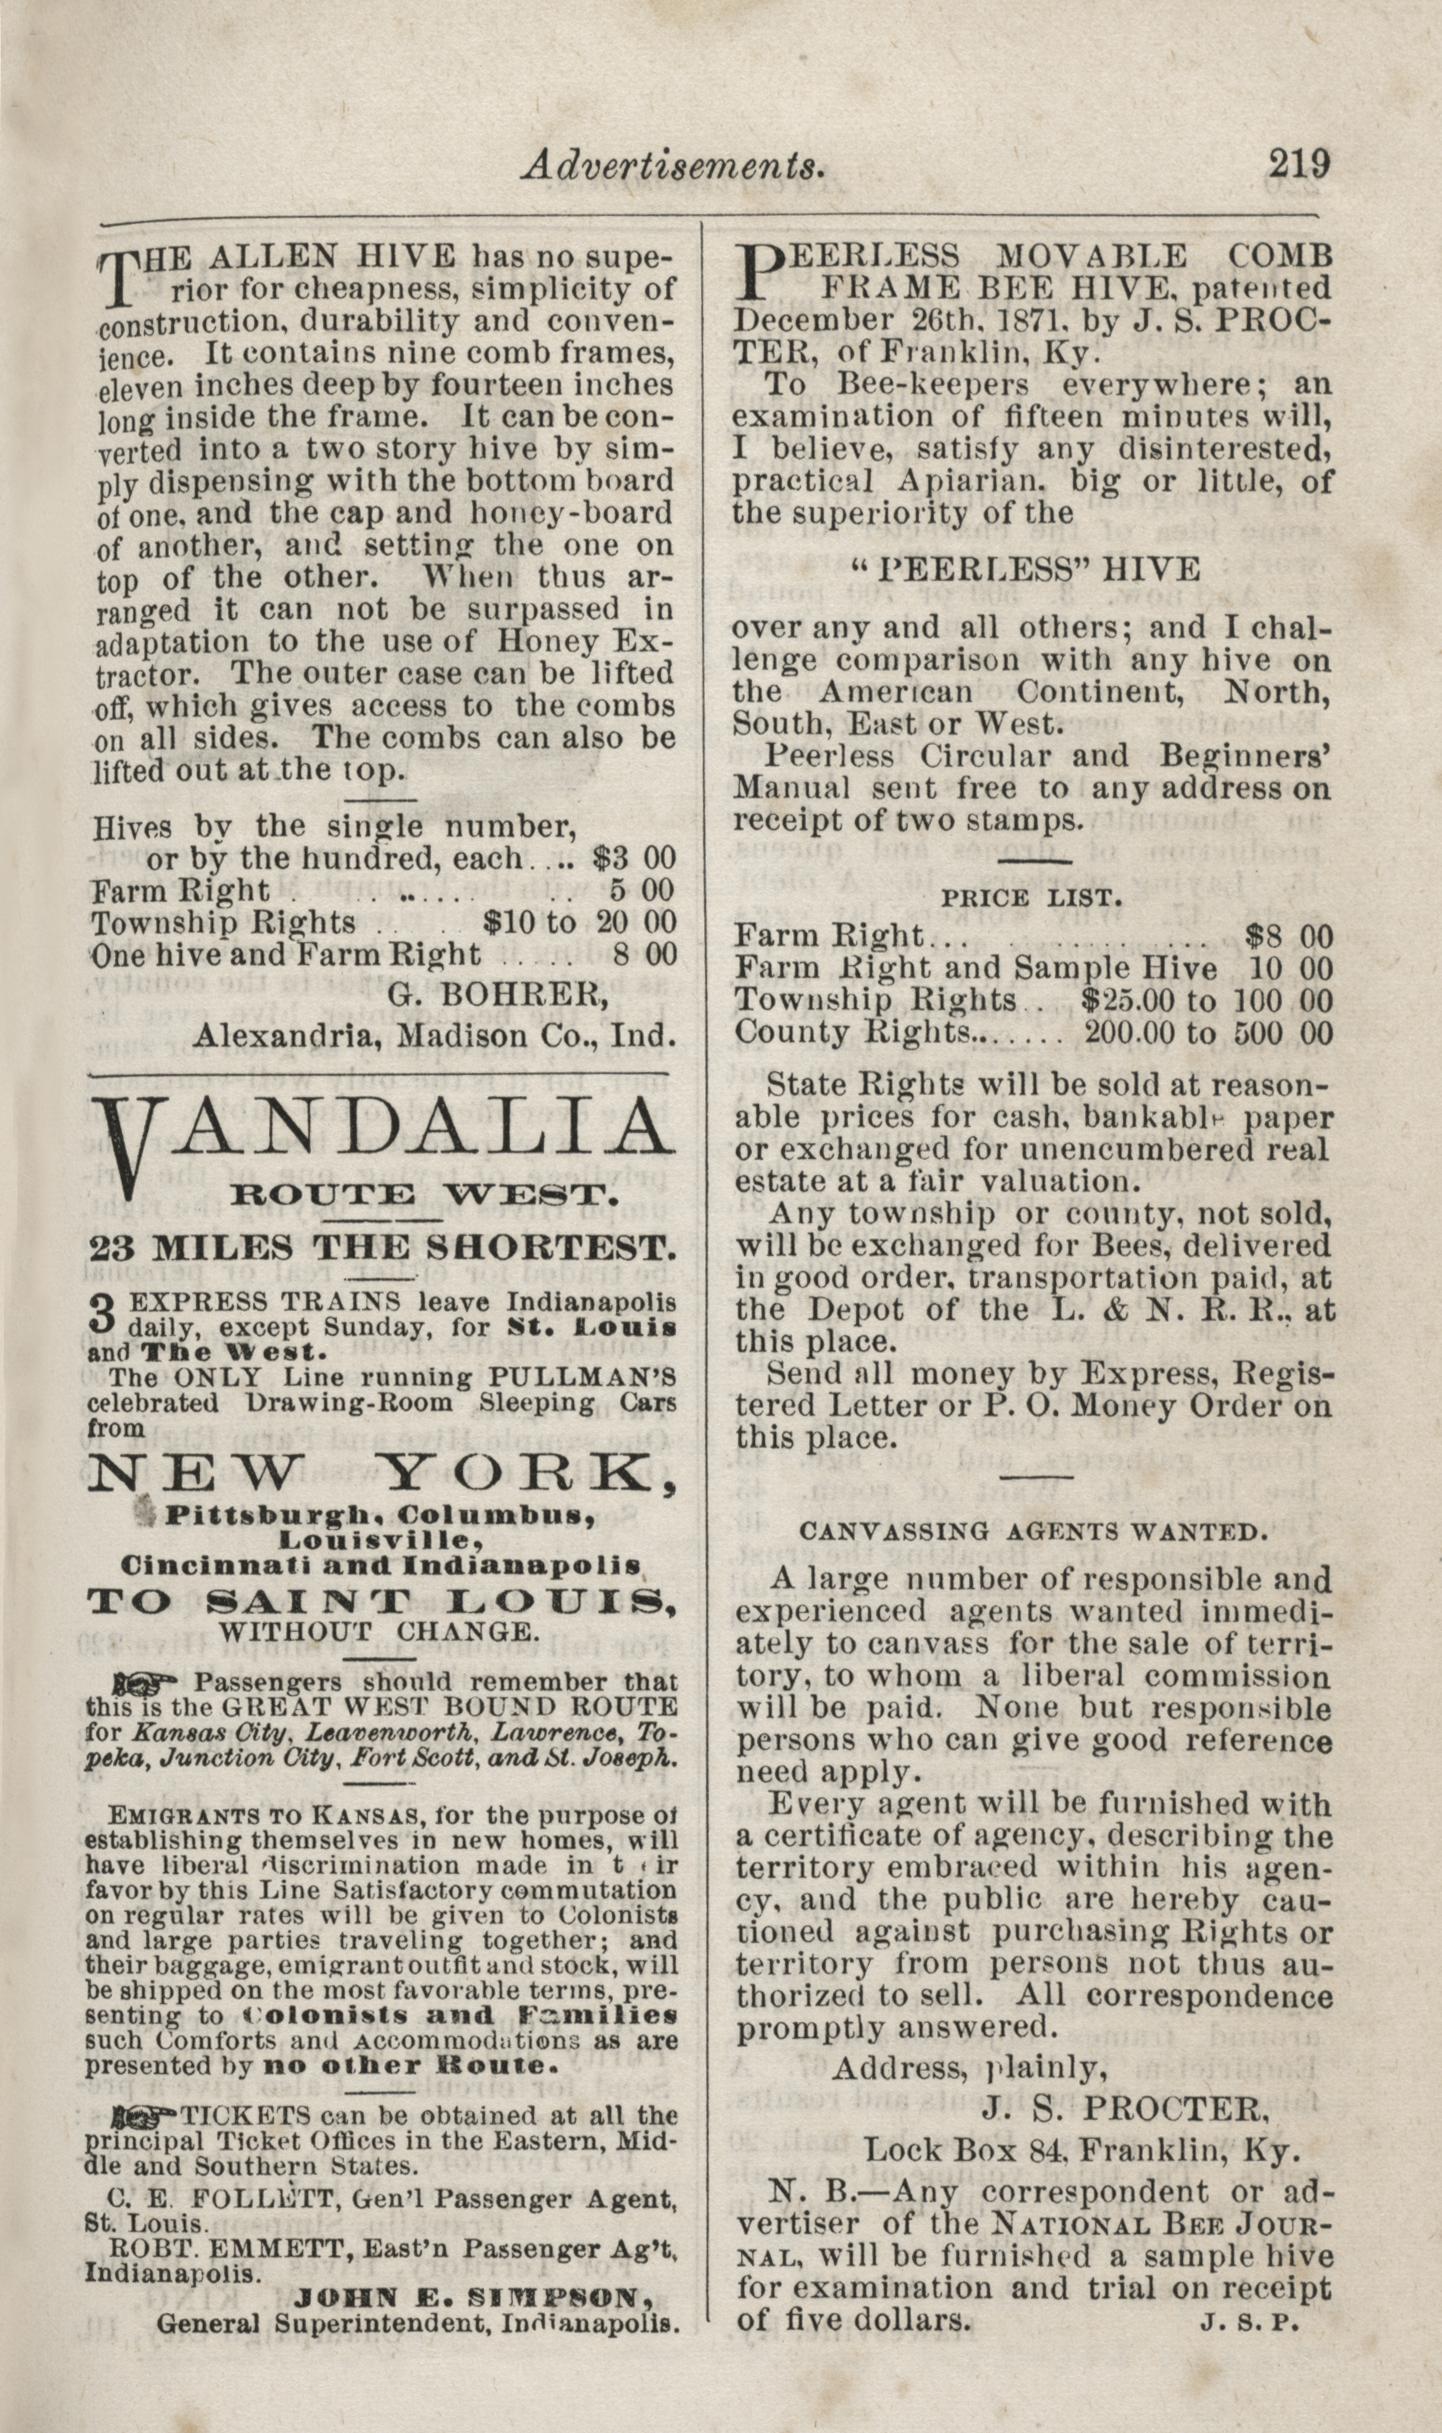 Advertisements. 219
THE ALLEN HIVE has no supe-
rior for cheapness, simplicity of
construction, durability and conven-
ience. It contains nine comb frames,
eleven inches deep by fourteen inches
long inside the frame. It can be con-
verted into a two story hive by sim-
ply dispensing with the bottom board
of one, and the cap and honey-board
of another, and setting the one on
top of the other. When thus ar-
ranged it can not be surpassed in
adaptation to the use of Honey Ex-
tractor. The outer case can be lifted
off, which gives access to the combs
on all sides. The combs can also be
lifted out at the top.
Hives by the single number,
or by the hundred, each.... $3 00
Farm Right . . ...... .. 5 00
Township Rights .. . $10 to 20 00
One hive and Farm Right ..... 8 00
G. BOHRER,
Alexandria, Madison Co., Ind.
VANDALIA
ROUTE WEST.
23 MILES THE SHORTEST.
3 EXPRESS TRAINS leave Indianapolis
daily, except Sunday, for St. Louis
and The West.
The ONLY Line running PULLMAN'S
celebrated Drawing-Room Sleeping Cars
from
NEW YORK,
Pittsburgh, Columbus,
Louisville,
Cincinnati and Indianapolis
TO SAINT LOUIS,
WITHOUT CHANGE.
☞ Passengers should remember that
this is the GREAT WEST BOUND ROUTE
for Kansas City, Leavenworth, Lawrence, To-
peka, Junction City, Fort Scott, and St. Joseph.
EMIGRANTS TO KANSAS, for the purpose of
establishing themselves in new homes, will
have liberal discrimination made in their
favor by this Line Satisfactory commutation
on regular rates will be given to Colonists
and large parties traveling together; and
their baggage, emigrant outfit and stock, will
be shipped on the most favorable terms, pre-
senting to Colonists and Families
such Comforts and Accommodations as are
presented by no other Route.
☞ TICKETS can be obtained at all the
principal Ticket Offices in the Eastern, Mid-
dle and Southern States.
C. E. FOLLETT, Gen'l Passenger Agent,
St. Louis.
ROBT. EMMETT, East'n Passenger Ag't,
Indianapolis.
JOHN E. SIMPSON,
General Superintendent, Indianapolis.
PEERLESS MOVABLE COMB
FRAME BEE HIVE, patented
December 26th, 1871, by J. S. PROC-
TER, of Franklin, Ky.
To Bee-keepers everywhere; an
examination of fifteen minutes will,
I believe, satisfy any disinterested,
practical Apiarian, big or little, of
the superiority of the
"PEERLESS" HIVE
over any and all others; and I chal-
lenge comparison with any hive on
the American Continent, North,
South, East or West.
Peerless Circular and Beginners'
Manual sent free to any address on
receipt of two stamps.
PRICE LIST.
Farm Right... ......... $8 00
Farm Right and Sample Hive 10 00
Township Rights.. $25.00 to 100 00
County Rights....... 200.00 to 500 00
State Rights will be sold at reason-
able prices for cash, bankable paper
or exchanged for unencumbered real
estate at a fair valuation.
Any township or county, not sold,
will be exchanged for Bees, delivered
in good order, transportation paid, at
the Depot of the L. & N. R. R., at
this place.
Send all money by Express, Regis-
tered Letter or P. O. Money Order on
this place.
CANVASSING AGENTS WANTED.
A large number of responsible and
experienced agents wanted immedi-
ately to canvass for the sale of terri-
tory, to whom a liberal commission
will be paid. None but responsible
persons who can give good reference
need apply.
Every agent will be furnished with
a certificate of agency, describing the
territory embraced within his agen-
cy, and the public are hereby cau-
tioned against purchasing Rights or
territory from persons not thus au-
thorized to sell. All correspondence
promptly answered.
Address, plainly,
J. S. PROCTER,
Lock Box 84, Franklin, Ky.
N. B.—Any correspondent or ad-
vertiser of the NATIONAL BEE JOUR-
NAL, will be furnished a sample hive
for examination and trial on receipt
of five dollars. J. S. P.